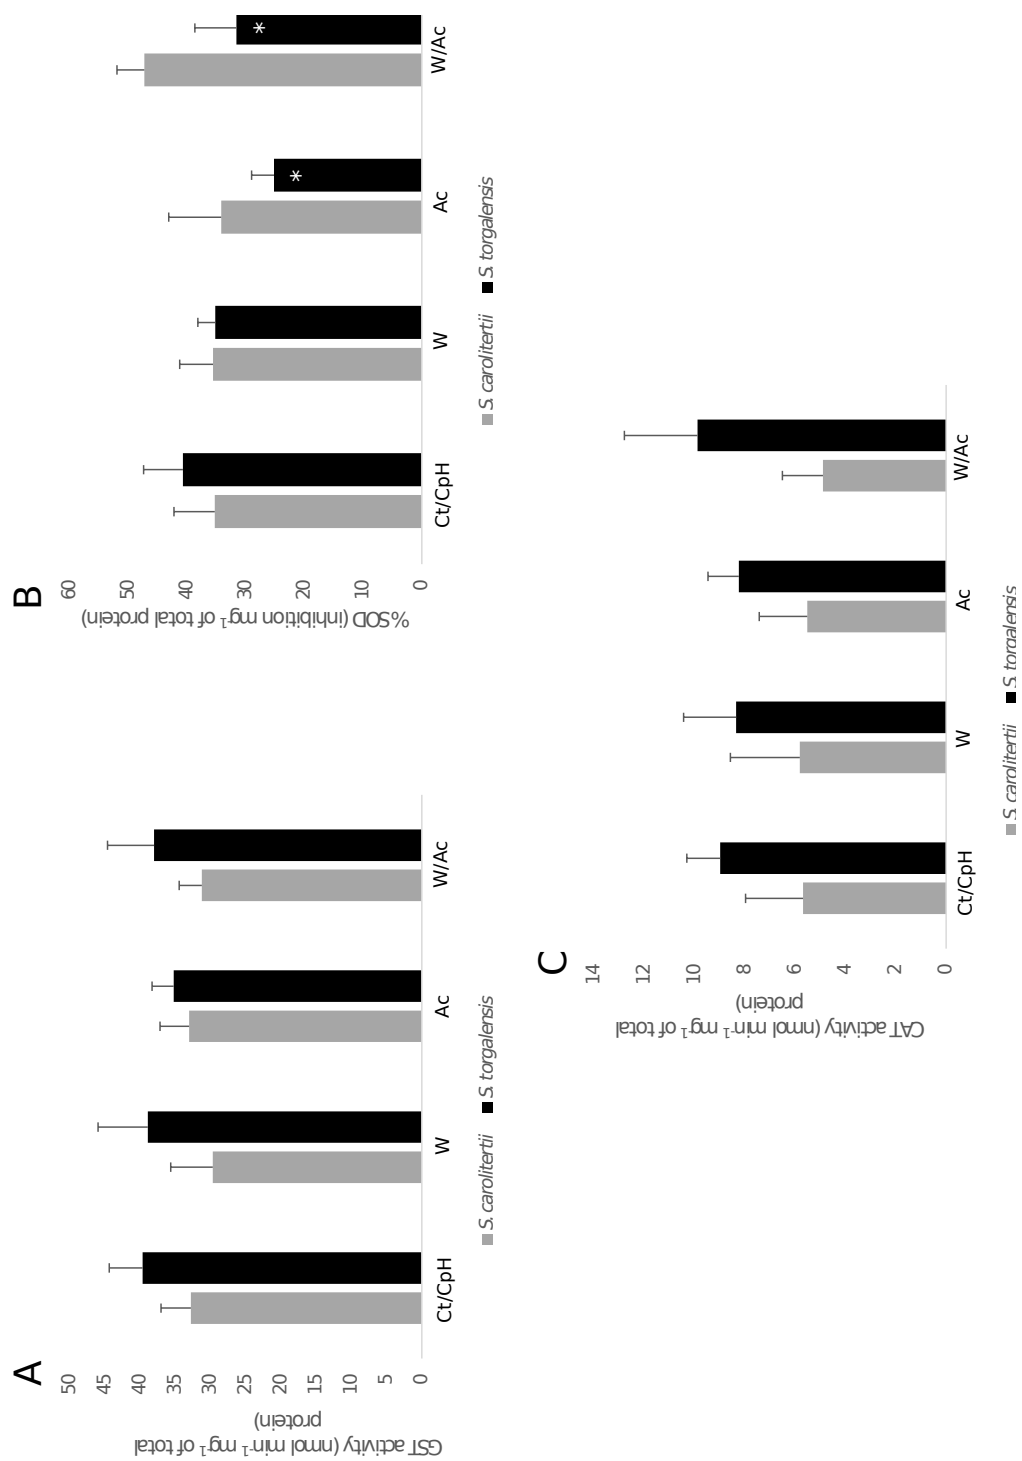 A
GST activity (nmol min-1 mg-1 of total
protein)
50
45
40
35
30
25
20
15
10
5
0
Ct/CpH
W
Ac
W/Ac
S. carolitertii S. torgalensis
B
%SOD (inhibition mg-1 of total protein)
60
50
40
30
20
10
0
*
*
Ct/CpH
W
Ac
W/Ac
S. carolitertii S. torgalensis
C
CAT activity (nmol min-1 mg-1 of total
protein)
14
12
10
8
6
4
2
0
Ct/CpH
W
Ac
W/Ac
S. carolitertii S. torgalensis